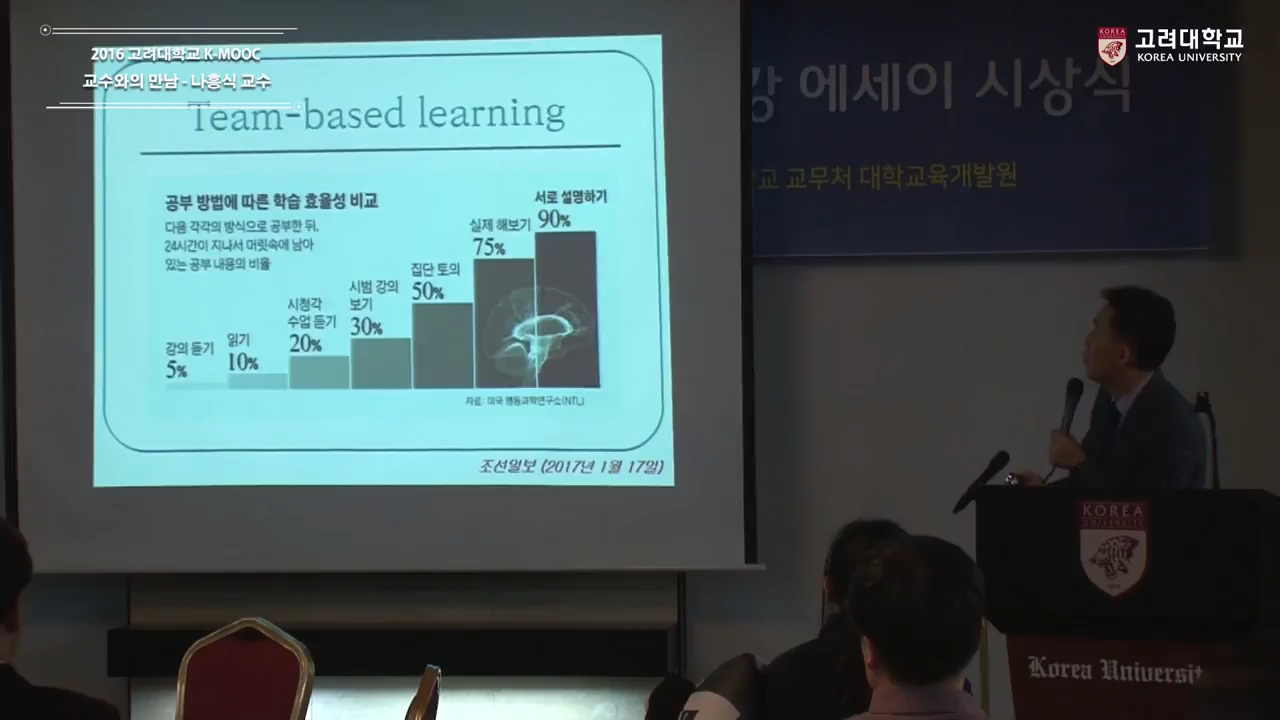 2016 고려대학교 K-MOOC
교수와의 만남 - 나흥식 교수
KOREA
고려대학교
KOREA UNIVERSITY
강 에세이 시상식
교 교무처 대학교육개발원
Team-based learning
공부 방법에 따른 학습 효율성 비교
다음 각각의 방식으로 공부한 뒤,
24시간이 지나서 머릿속에 남아
있는 공부 내용의 비율
강의 듣기
5%
읽기
10%
시청각
수업 듣기
20%
시범 강의
보기
30%
집단 토의
50%
실제 해보기
75%
서로 설명하기
90%
자료: 미국 행동과학연구소(NTL)
조선일보 (2017년 1월 17일)
KOREA
UNIVERSITY
Korea Universit